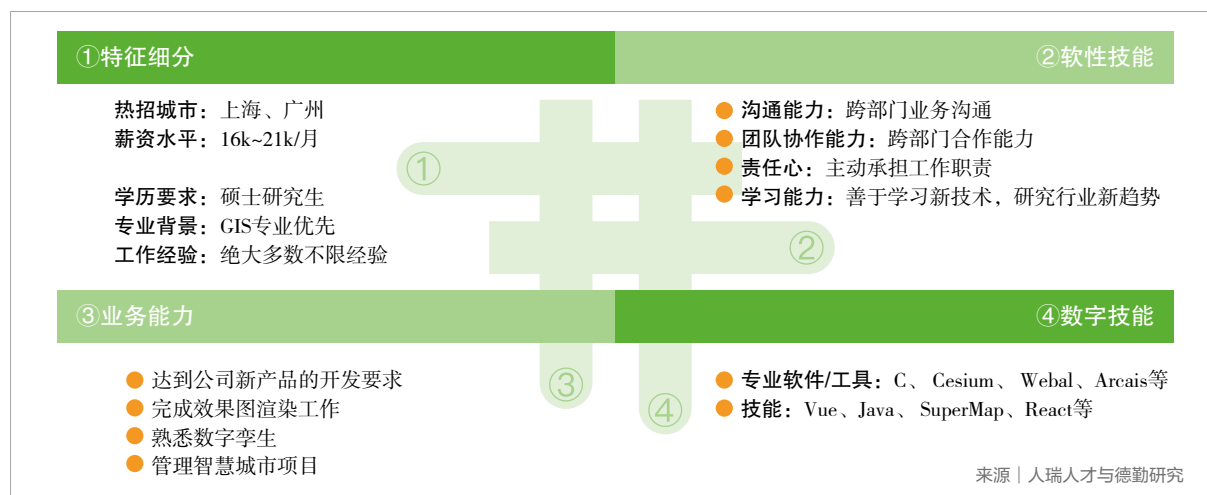 ①特征细分
②软性技能
热招城市：上海、广州
薪资水平：16k~21k/月
学历要求：硕士研究生
专业背景：GIS专业优先
工作经验：绝大多数不限经验
沟通能力：跨部门业务沟通
团队协作能力：跨部门合作能力
责任心：主动承担工作职责
学习能力：善于学习新技术，研究行业新趋势
①
②
③业务能力
④数字技能
达到公司新产品的开发要求
完成效果图渲染工作
熟悉数字孪生
管理智慧城市项目
③
④
专业软件/工具：C、Cesium、Webal、Arcais等
技能：Vue、Java、SuperMap、React等
来源｜人瑞人才与德勤研究